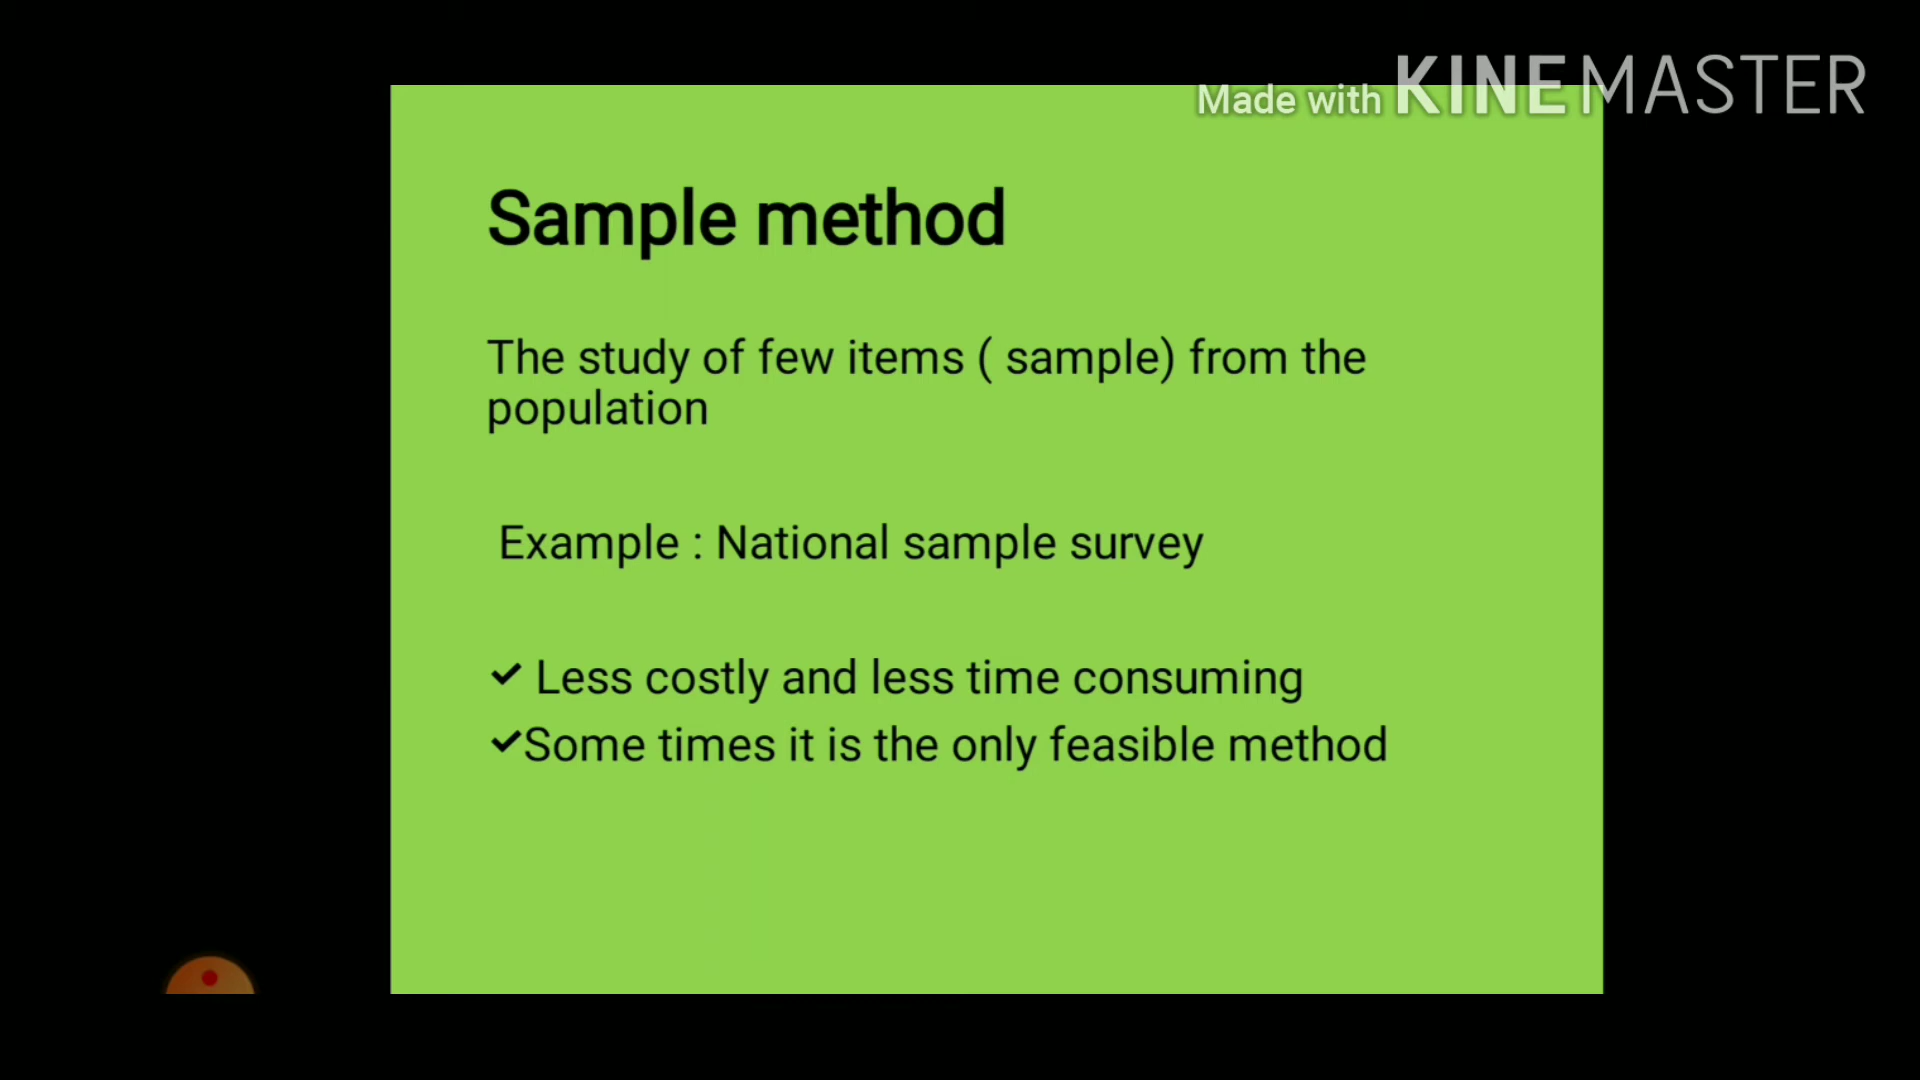 Made with KINEMASTER
Sample method
The study of few items ( sample) from the
population
Example : National sample survey
✔ Less costly and less time consuming
✔Some times it is the only feasible method